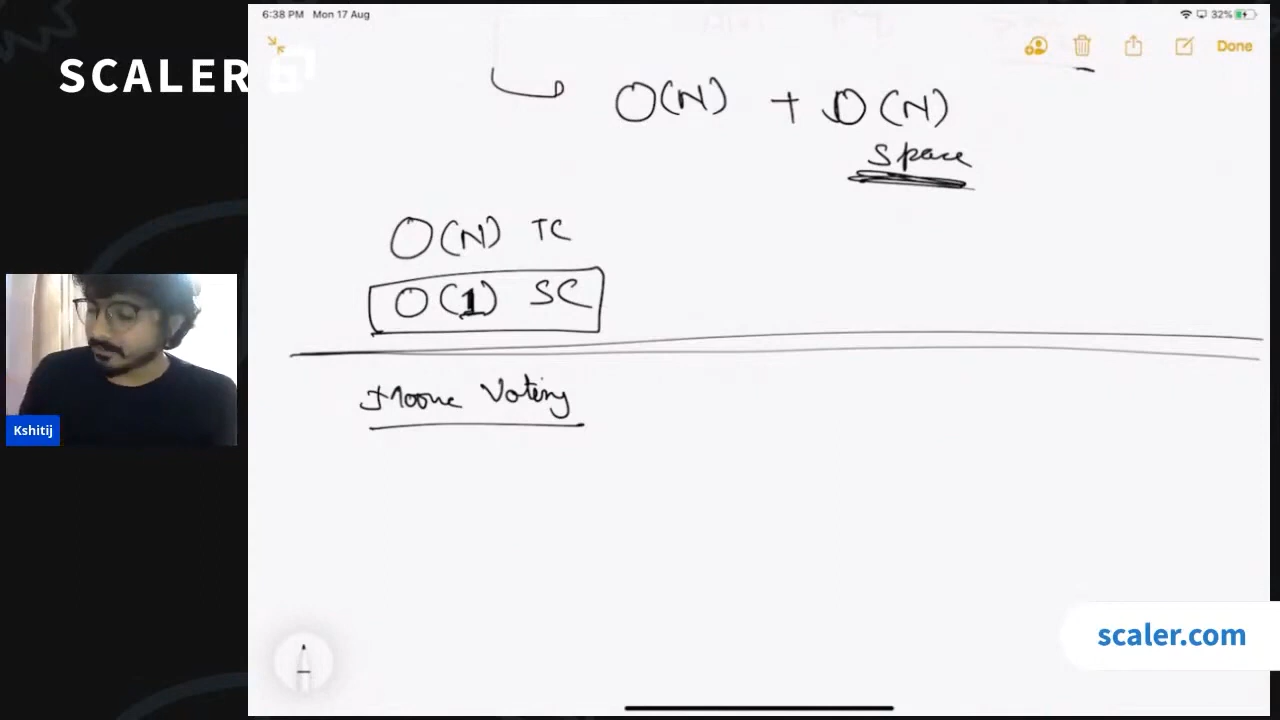 6:38 PM Mon 17 Aug 32%
SCALER
Done
O(N) + O(N)
Space
O(N) TC
O(1) SC
Moore Voting
Kshitij
scaler.com